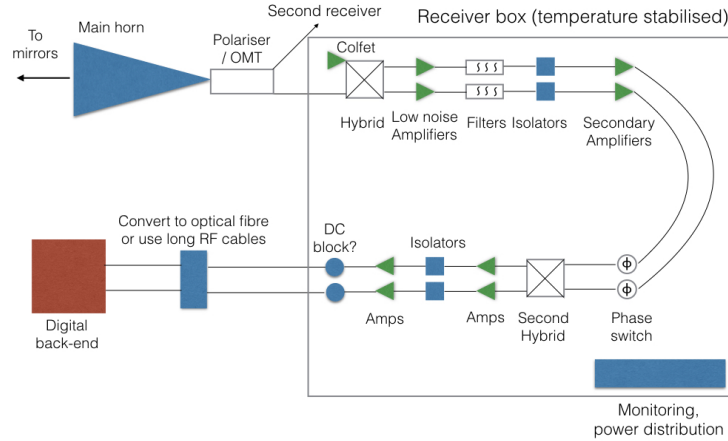 Second receiver
Receiver box (temperature stabilised)
To
mirrors
Main horn
Polariser
/ OMT
Colfet
Hybrid
Low noise
Amplifiers
Filters
Isolators
Secondary
Amplifiers
Convert to optical fibre
or use long RF cables
DC
block?
Isolators
ϕ
ϕ
Amps
Amps
Second
Hybrid
Phase
switch
Digital
back-end
Monitoring,
power distribution